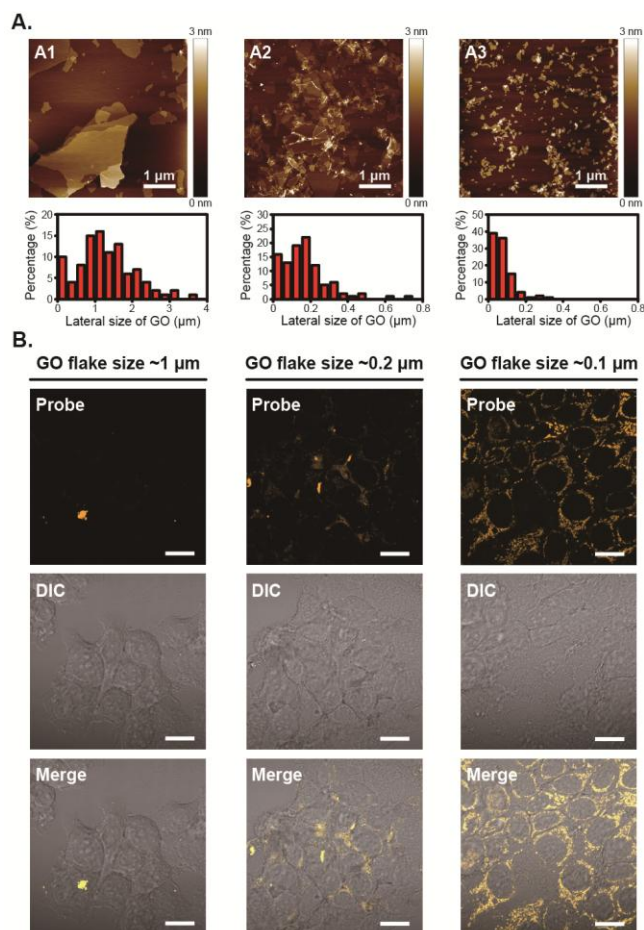 A.
A1
1 µm
3 nm
0 nm
A2
1 µm
3 nm
0 nm
A3
1 µm
3 nm
0 nm
Percentage (%)
20
15
10
5
0
0 1 2 3 4
Lateral size of GO (µm)
Percentage (%)
30
25
20
15
10
5
0
0 0.2 0.4 0.6 0.8
Lateral size of GO (µm)
Percentage (%)
50
40
30
20
10
0
0 0.2 0.4 0.6 0.8
Lateral size of GO (µm)
B.
GO flake size ~1 µm
GO flake size ~0.2 µm
GO flake size ~0.1 µm
Probe
Probe
Probe
DIC
DIC
DIC
Merge
Merge
Merge